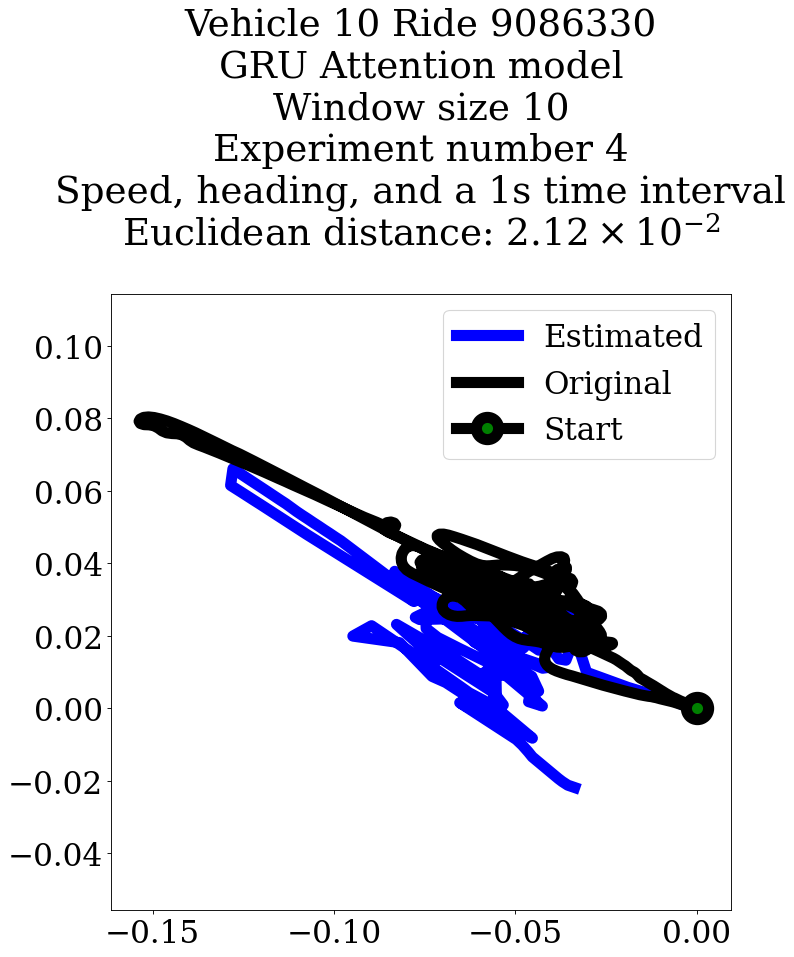 Vehicle 10 Ride 9086330
GRU Attention model
Window size 10
Experiment number 4
Speed, heading, and a 1s time interval
Euclidean distance: 2.12 × 10⁻²
Estimated
Original
Start
0.10
0.08
0.06
0.04
0.02
0.00
−0.02
−0.04
−0.15 −0.10 −0.05 0.00